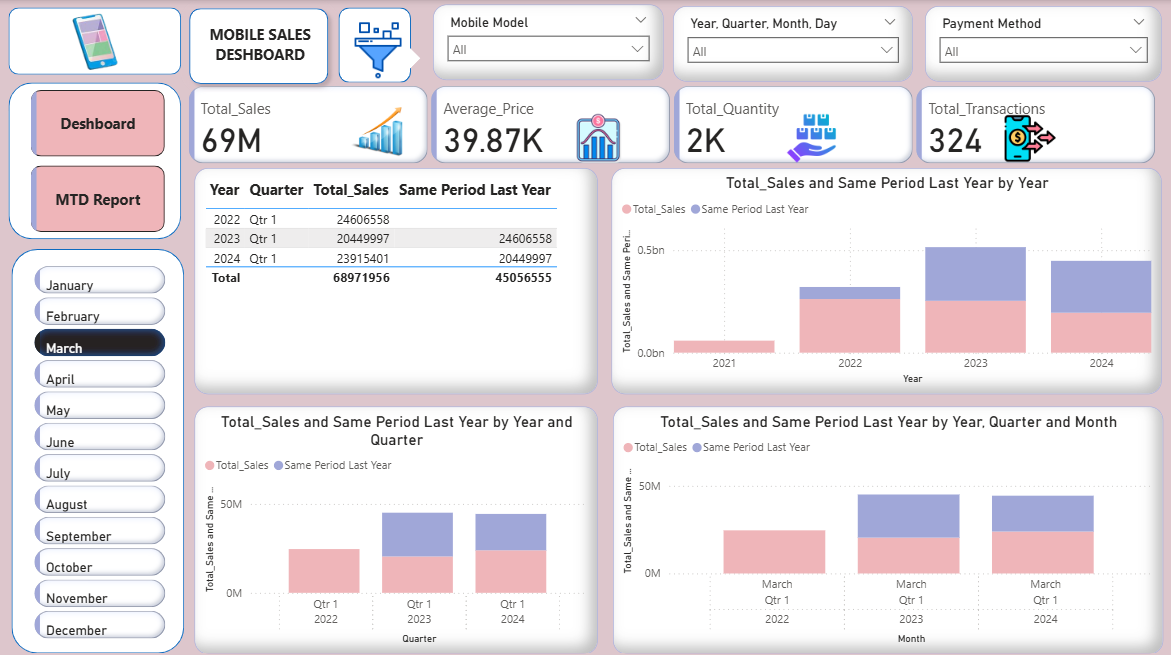 MOBILE SALES
DESHBOARD
Mobile Model
All
Year, Quarter, Month, Day
All
Payment Method
All
Deshboard
MTD Report
Total_Sales
69M
Average_Price
39.87K
Total_Quantity
2K
Total_Transactions
324
January
February
March
April
May
June
July
August
September
October
November
December
Year Quarter Total_Sales Same Period Last Year
2022 Qtr 1 24606558
2023 Qtr 1 20449997 24606558
2024 Qtr 1 23915401 20449997
Total 68971956 45056555
Total_Sales and Same Period Last Year by Year
Total_Sales Same Period Last Year
Total_Sales and Same Peri...
0.5bn
0.0bn
2021 2022 2023 2024
Year
Total_Sales and Same Period Last Year by Year and
Quarter
Total_Sales Same Period Last Year
Total_Sales and Same ...
50M
0M
Qtr 1 Qtr 1 Qtr 1
2022 2023 2024
Quarter
Total_Sales and Same Period Last Year by Year, Quarter and Month
Total_Sales Same Period Last Year
Total_Sales and Same ...
50M
0M
March March March
Qtr 1 Qtr 1 Qtr 1
2022 2023 2024
Month